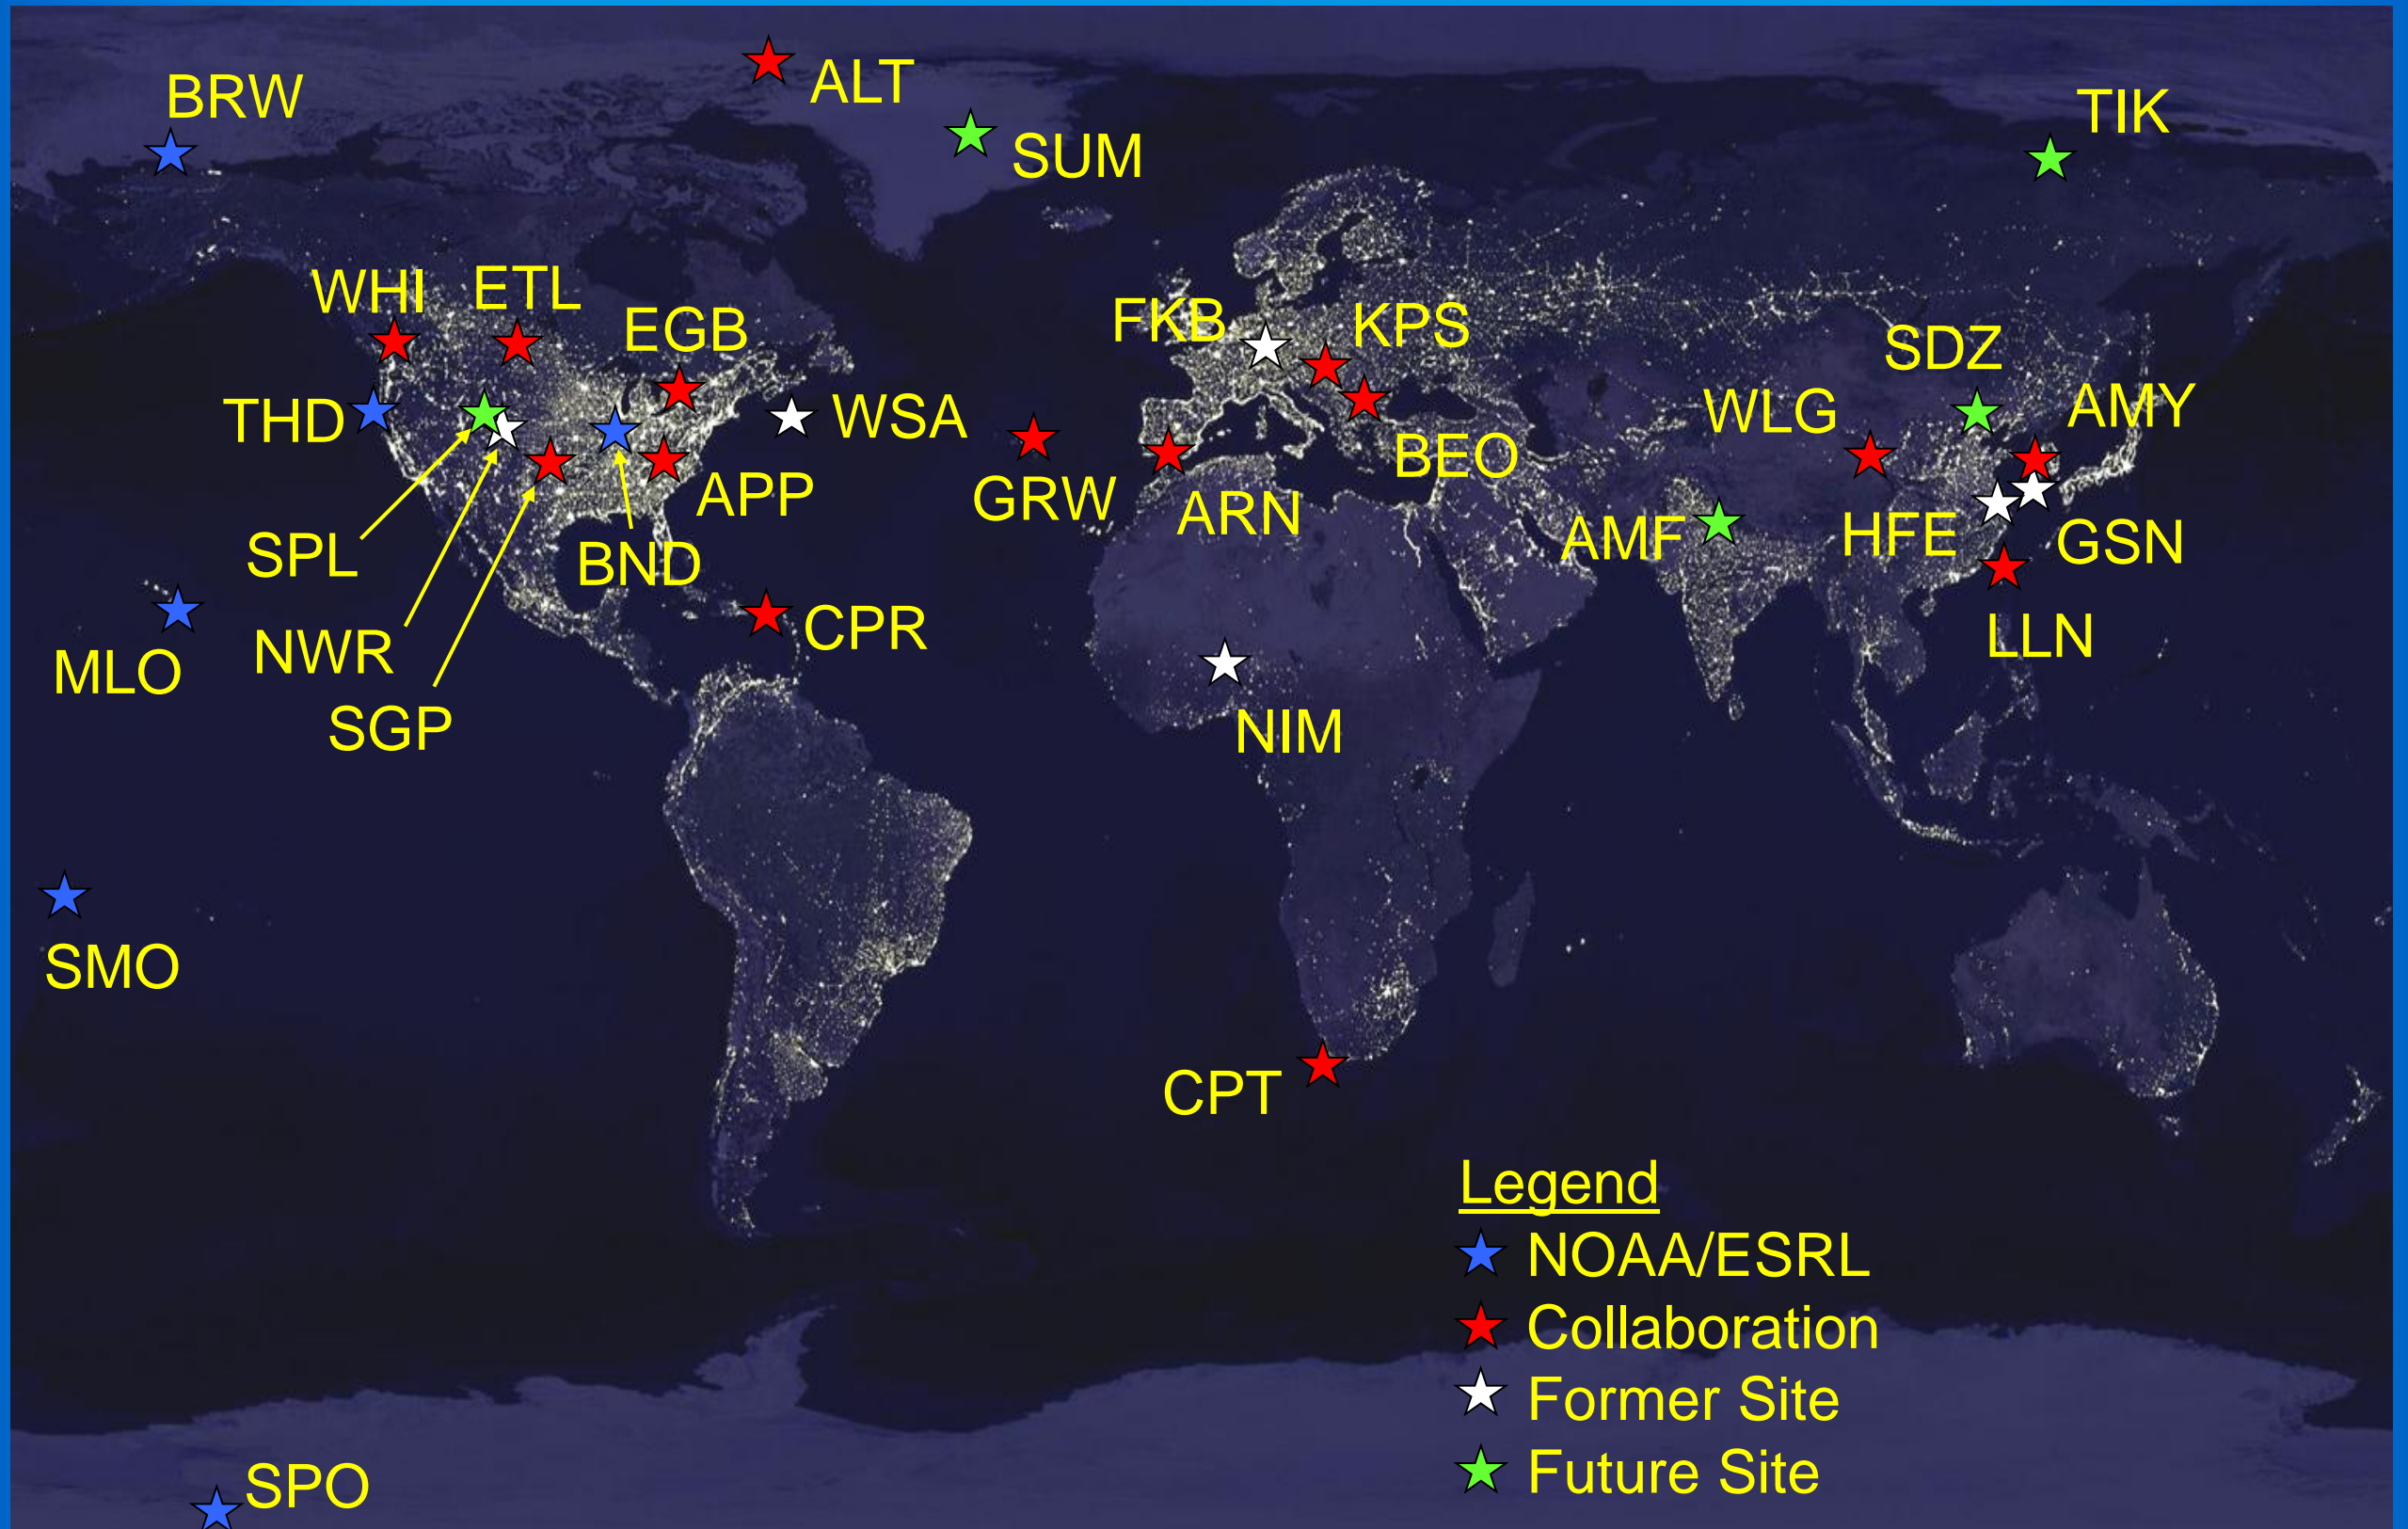 BRW
ALT
SUM
TIK
WHI
ETL
EGB
FKB
KPS
SDZ
THD
WSA
WLG
AMY
BEO
GRW
APP
ARN
AMF
HFE
GSN
SPL
BND
CPR
LLN
MLO
NWR
SGP
NIM
SMO
CPT
Legend
NOAA/ESRL
Collaboration
Former Site
Future Site
SPO